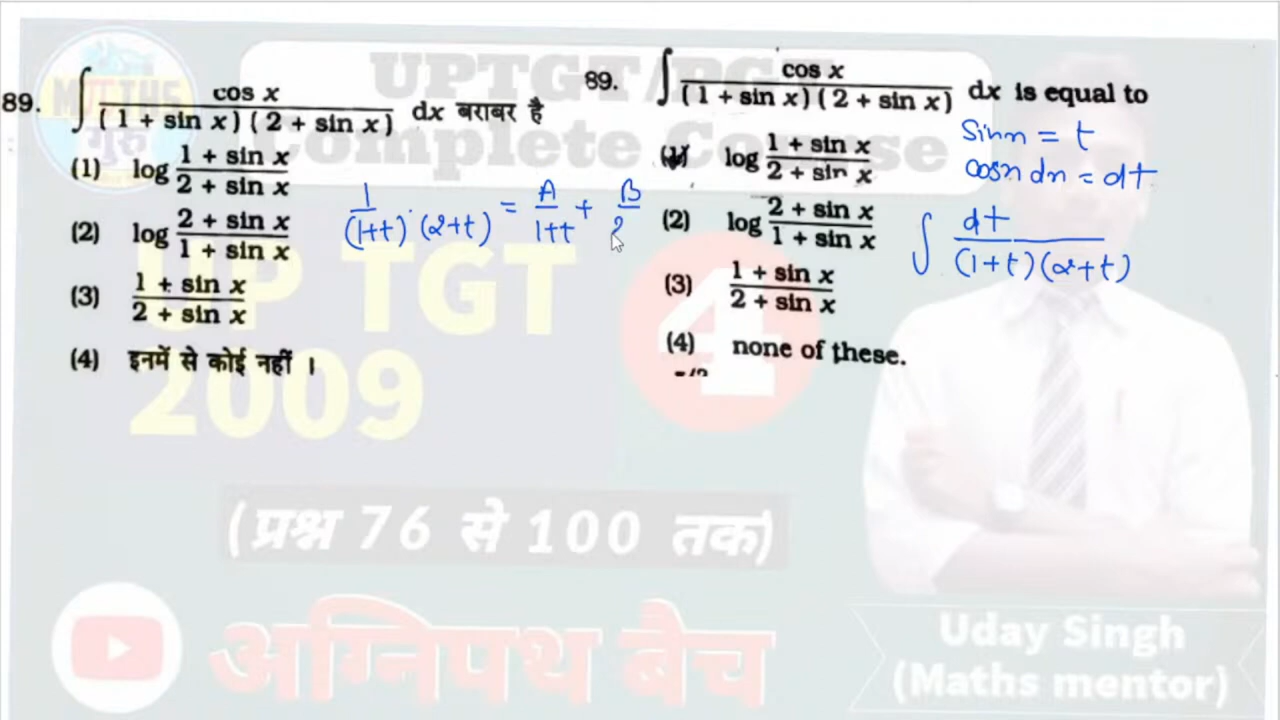 UPTGT/PGT
Complete Course
MATHS
गुरु
89. ∫ cos x / (1 + sin x) (2 + sin x) dx बराबर है
(1) log 1 + sin x / 2 + sin x
(2) log 2 + sin x / 1 + sin x
(3) 1 + sin x / 2 + sin x
(4) इनमें से कोई नहीं ।
1 / (1+t) · (2+t) = A / 1+t + B / 2
89. ∫ cos x / (1 + sin x) (2 + sin x) dx is equal to
(1) log 1 + sin x / 2 + sin x
(2) log 2 + sin x / 1 + sin x
(3) 1 + sin x / 2 + sin x
(4) none of these.
Sinx = t
cosx dx = dt
∫ dt / (1+t)(2+t)
UP TGT
2009
4
(प्रश्न 76 से 100 तक)
अग्निपथ बैच
Uday Singh
(Maths mentor)